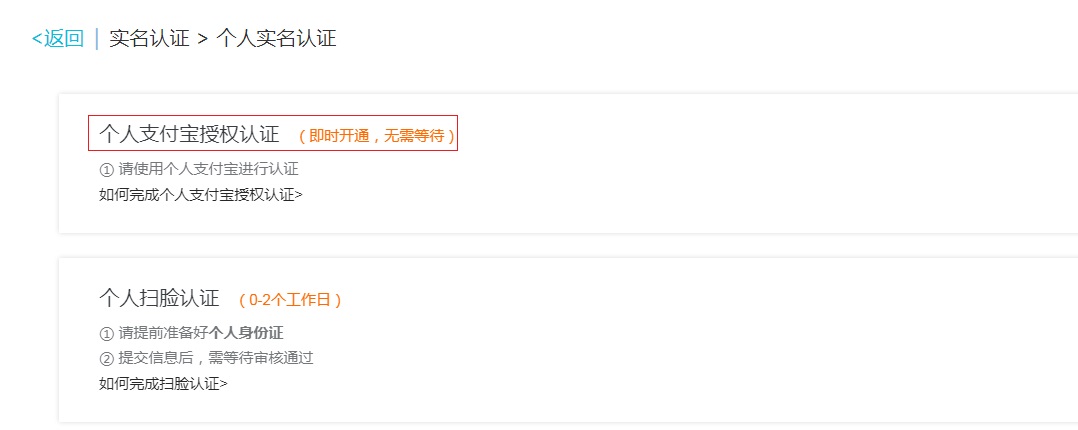 <返回 | 实名认证 > 个人实名认证
个人支付宝授权认证 （即时开通，无需等待）
① 请使用个人支付宝进行认证
如何完成个人支付宝授权认证>
个人扫脸认证 （0-2个工作日）
① 请提前准备好个人身份证
② 提交信息后，需等待审核通过
如何完成扫脸认证>